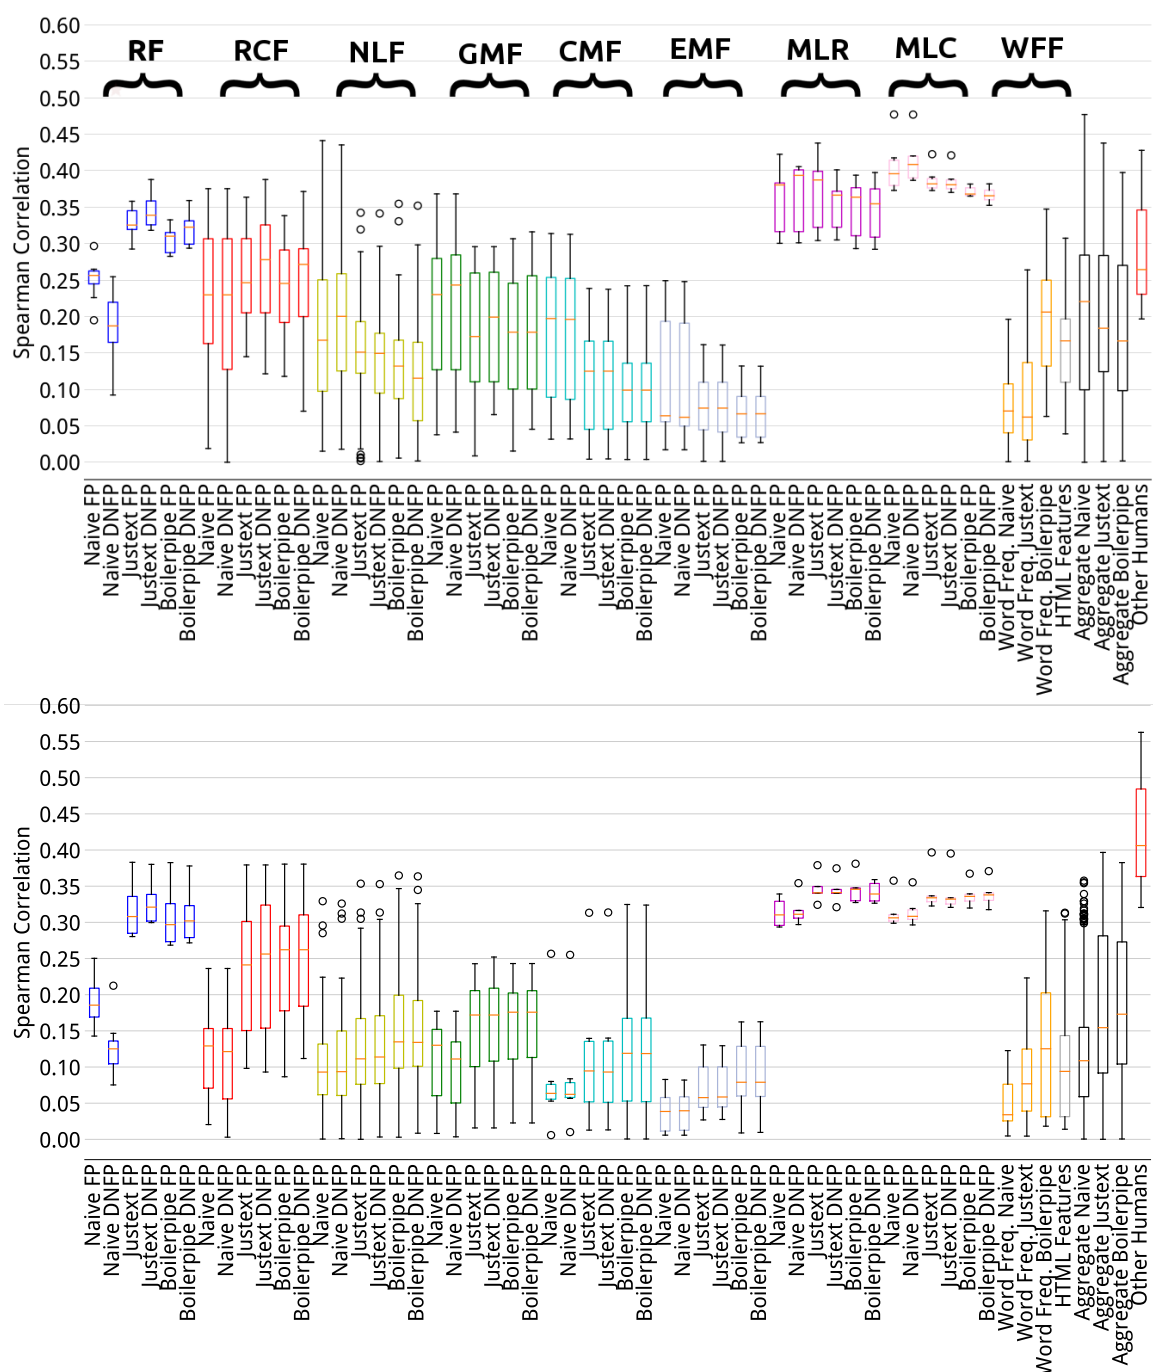 RF RCF NLF GMF CMF EMF MLR MLC WFF
Spearman Correlation
0.60
0.55
0.50
0.45
0.40
0.35
0.30
0.25
0.20
0.15
0.10
0.05
0.00
Naive FP
Naive DNFP
Justext FP
Justext DNFP
Boilerpipe FP
Boilerpipe DNFP
Naive FP
Naive DNFP
Justext FP
Justext DNFP
Boilerpipe FP
Boilerpipe DNFP
Naive FP
Naive DNFP
Justext FP
Justext DNFP
Boilerpipe FP
Boilerpipe DNFP
Naive FP
Naive DNFP
Justext FP
Justext DNFP
Boilerpipe FP
Boilerpipe DNFP
Naive FP
Naive DNFP
Justext FP
Justext DNFP
Boilerpipe FP
Boilerpipe DNFP
Naive FP
Naive DNFP
Justext FP
Justext DNFP
Boilerpipe FP
Boilerpipe DNFP
Naive FP
Naive DNFP
Justext FP
Justext DNFP
Boilerpipe FP
Boilerpipe DNFP
Naive FP
Naive DNFP
Justext FP
Justext DNFP
Boilerpipe FP
Boilerpipe DNFP
Word Freq. Naive
Word Freq. Justext
Word Freq. Boilerpipe
HTML Features
Aggregate Naive
Aggregate Justext
Aggregate Boilerpipe
Other Humans
Spearman Correlation
0.60
0.55
0.50
0.45
0.40
0.35
0.30
0.25
0.20
0.15
0.10
0.05
0.00
Naive FP
Naive DNFP
Justext FP
Justext DNFP
Boilerpipe FP
Boilerpipe DNFP
Naive FP
Naive DNFP
Justext FP
Justext DNFP
Boilerpipe FP
Boilerpipe DNFP
Naive FP
Naive DNFP
Justext FP
Justext DNFP
Boilerpipe FP
Boilerpipe DNFP
Naive FP
Naive DNFP
Justext FP
Justext DNFP
Boilerpipe FP
Boilerpipe DNFP
Naive FP
Naive DNFP
Justext FP
Justext DNFP
Boilerpipe FP
Boilerpipe DNFP
Naive FP
Naive DNFP
Justext FP
Justext DNFP
Boilerpipe FP
Boilerpipe DNFP
Naive FP
Naive DNFP
Justext FP
Justext DNFP
Boilerpipe FP
Boilerpipe DNFP
Naive FP
Naive DNFP
Justext FP
Justext DNFP
Boilerpipe FP
Boilerpipe DNFP
Word Freq. Naive
Word Freq. Justext
Word Freq. Boilerpipe
HTML Features
Aggregate Naive
Aggregate Justext
Aggregate Boilerpipe
Other Humans